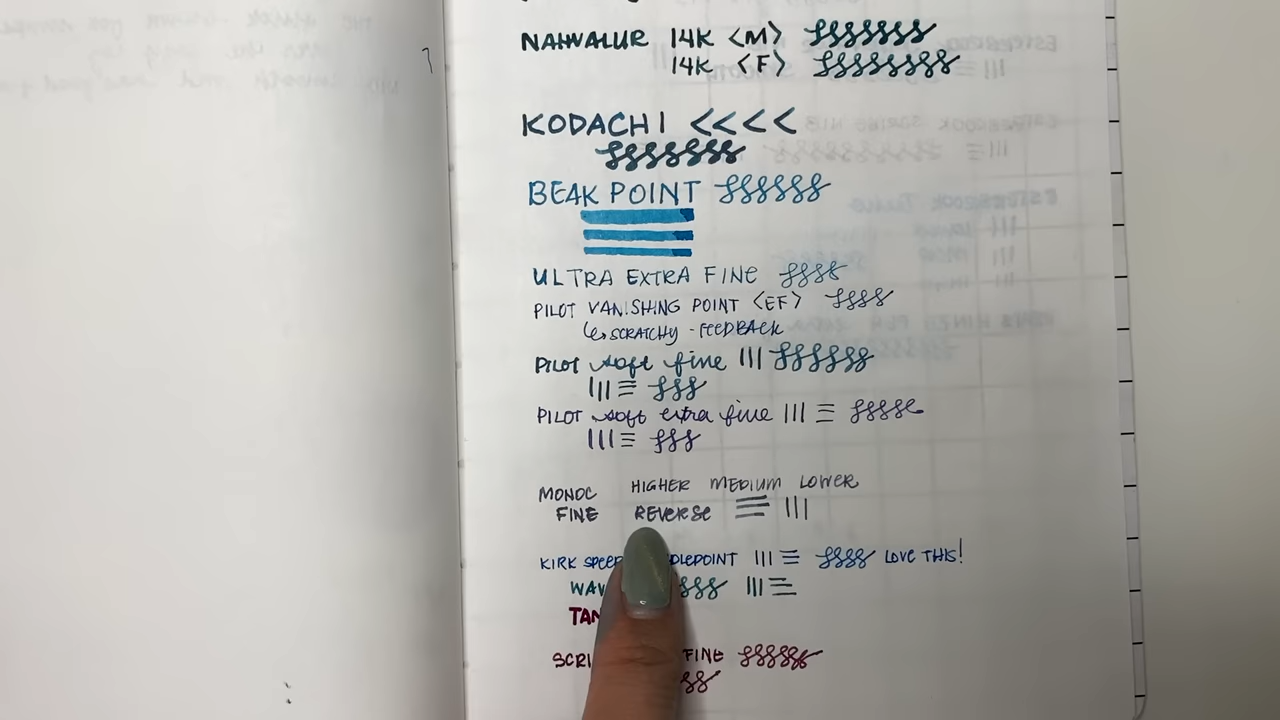 NAHVALUR 14K <M>
14K <F>
KODACHI <<<<
BEAK POINT
ULTRA EXTRA FINE
PILOT VANISHING POINT <EF>
↳ SCRATCHY - FEEDBACK
PILOT soft fine
PILOT soft extra fine
MONOC HIGHER MEDIUM LOWER
FINE REVERSE
KIRK LOVE THIS!
FINE